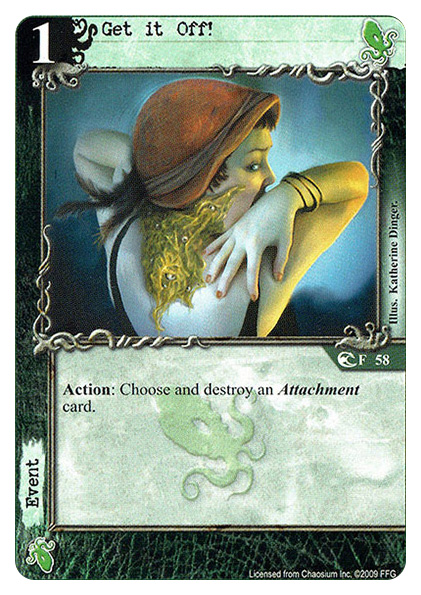 1
Get it Off!
Illus. Katherine Dinger.
F 58
Action: Choose and destroy an Attachment
card.
Event
Licensed from Chaosium Inc. ©2009 FFG